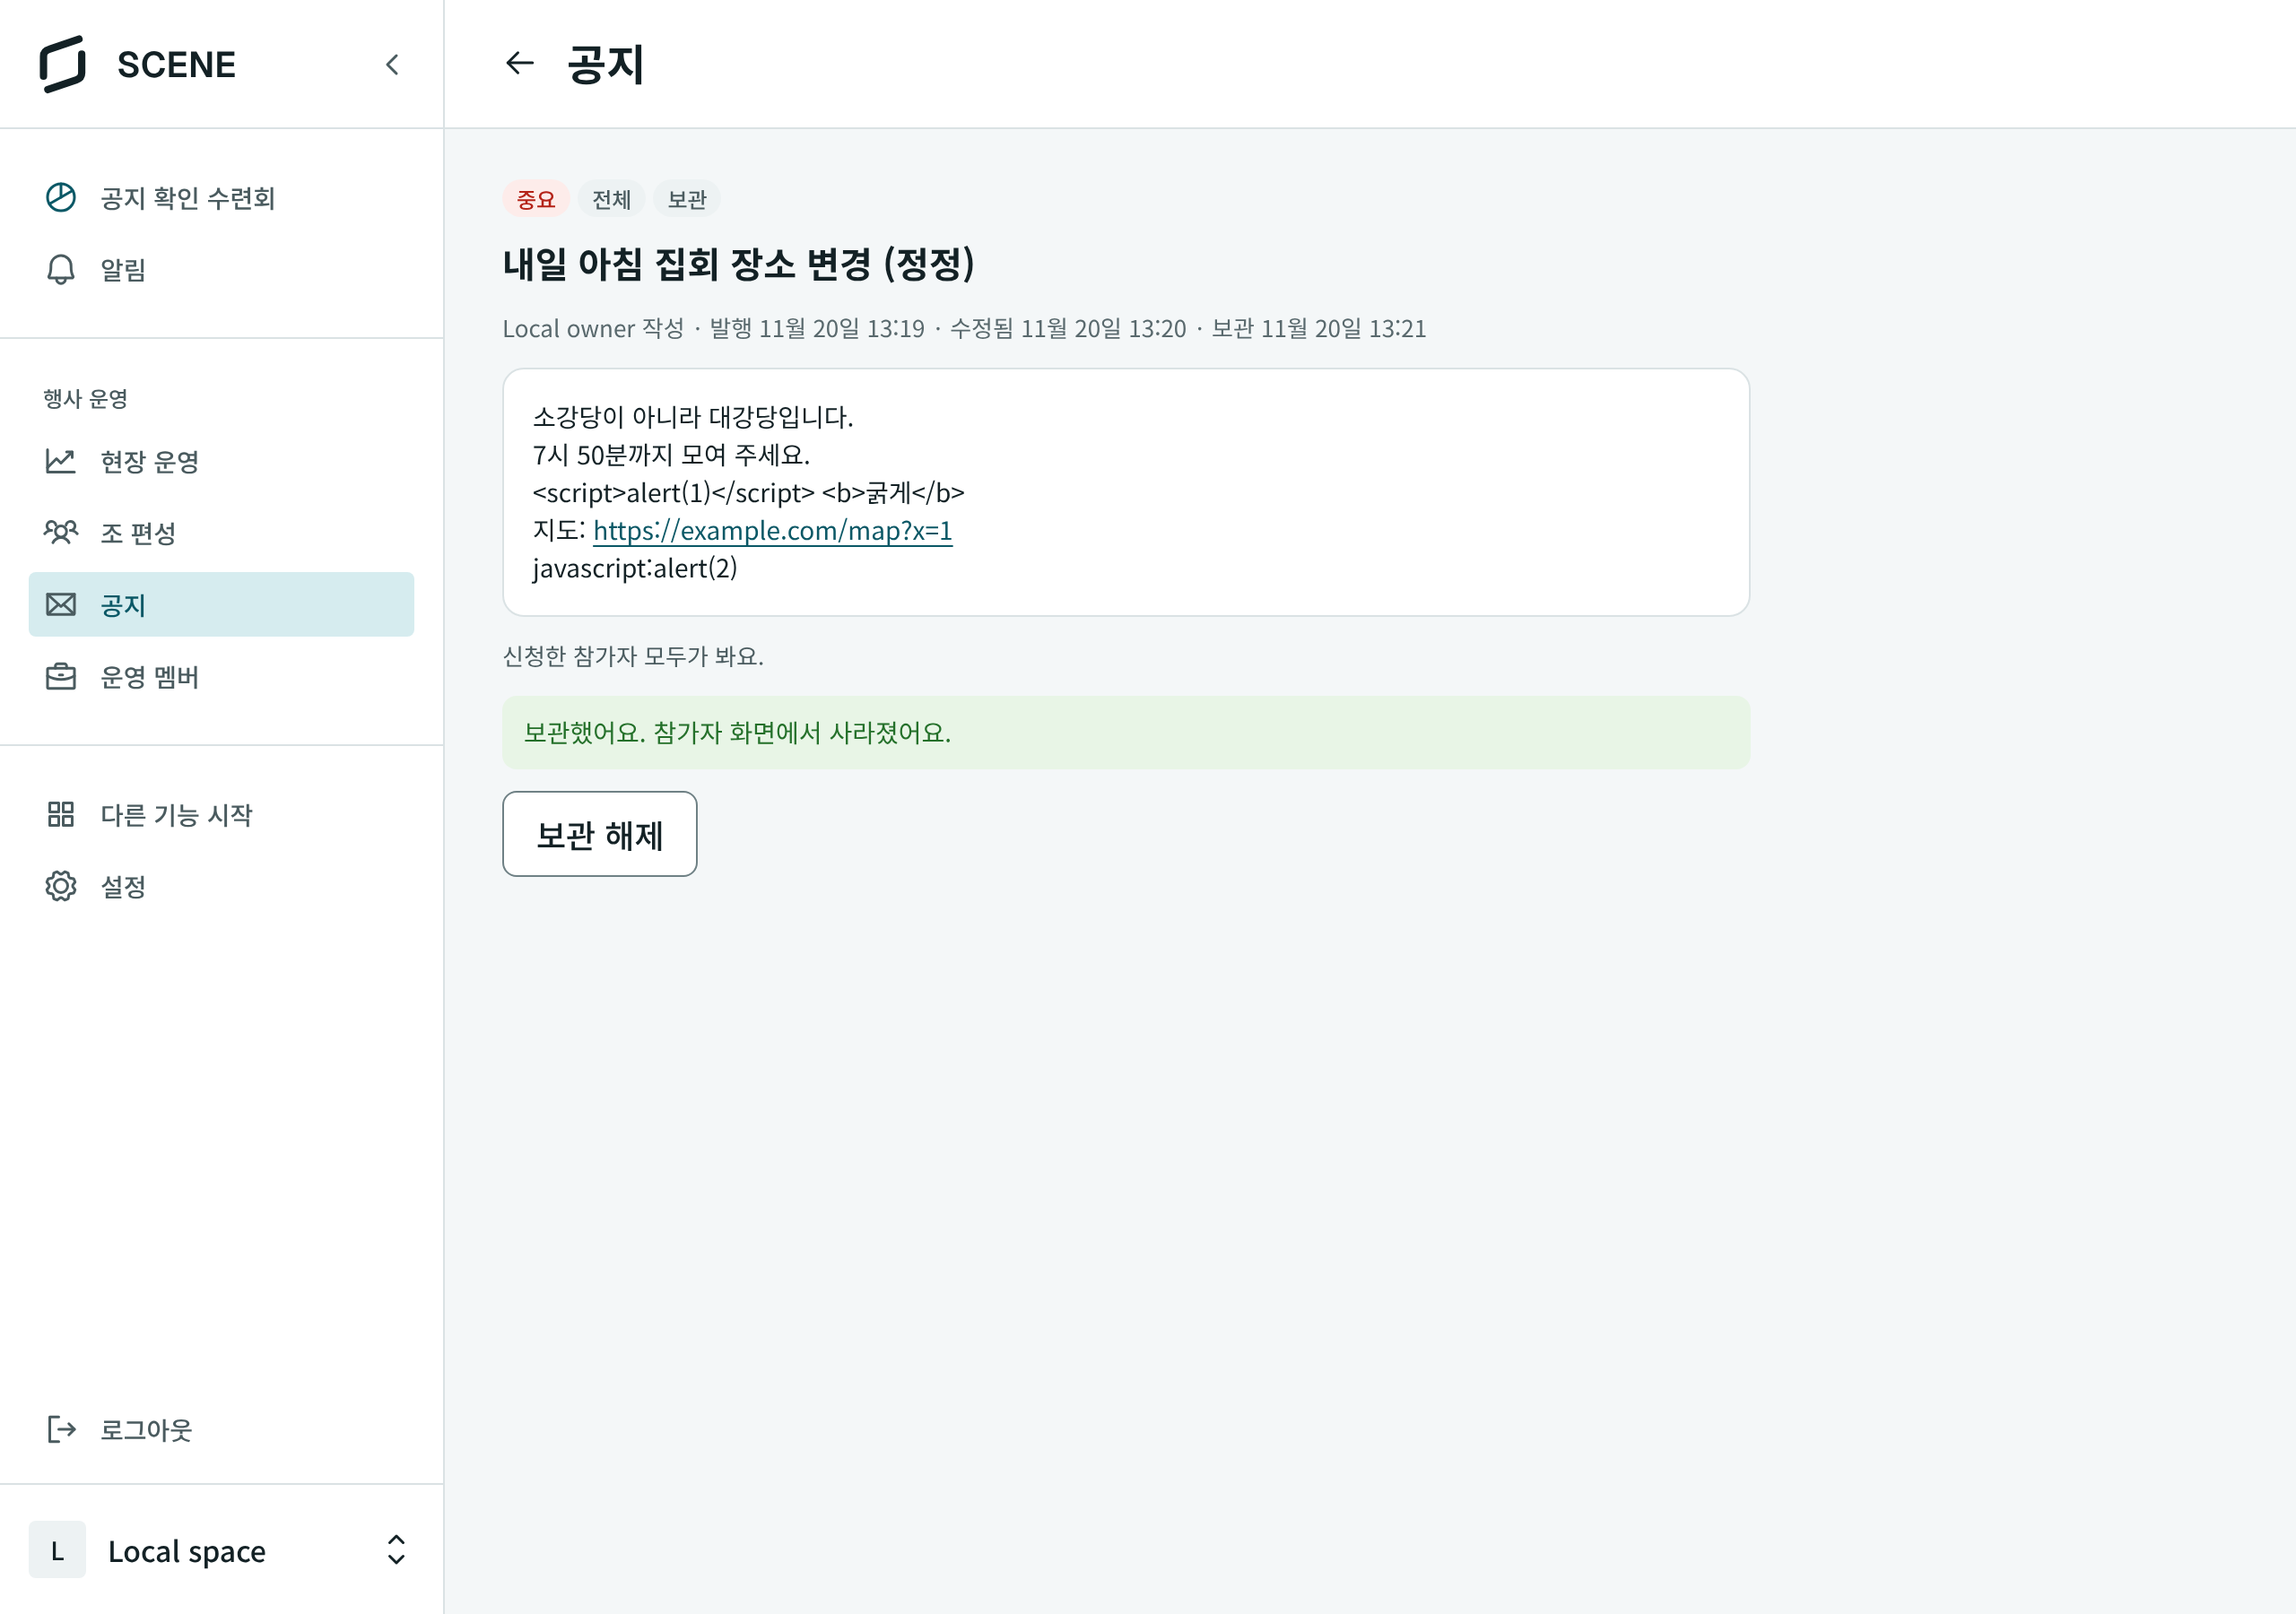 SCENE
공지 확인 수련회
알림
행사 운영
현장 운영
조 편성
공지
운영 멤버
다른 기능 시작
설정
로그아웃
L
Local space
공지
중요 전체 보관
내일 아침 집회 장소 변경 (정정)
Local owner 작성 · 발행 11월 20일 13:19 · 수정됨 11월 20일 13:20 · 보관 11월 20일 13:21
소강당이 아니라 대강당입니다.
7시 50분까지 모여 주세요.
<script>alert(1)</script> <b>굵게</b>
지도: https://example.com/map?x=1
javascript:alert(2)
신청한 참가자 모두가 봐요.
보관했어요. 참가자 화면에서 사라졌어요.
보관 해제